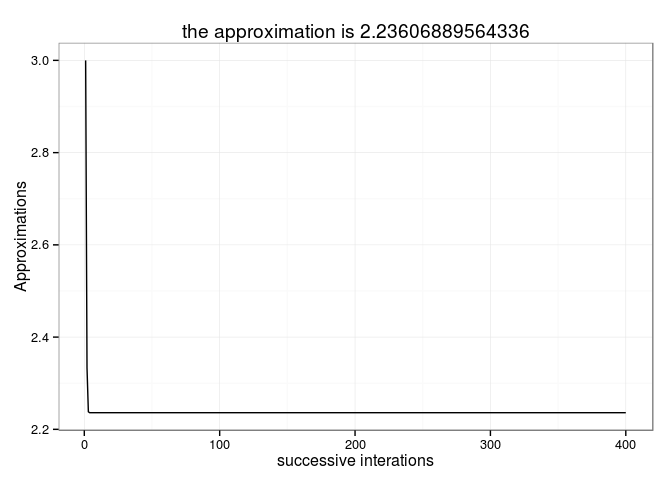 the approximation is 2.23606889564336
3.0
2.8
2.6
2.4
2.2
Approximations
0 100 200 300 400
successive interations